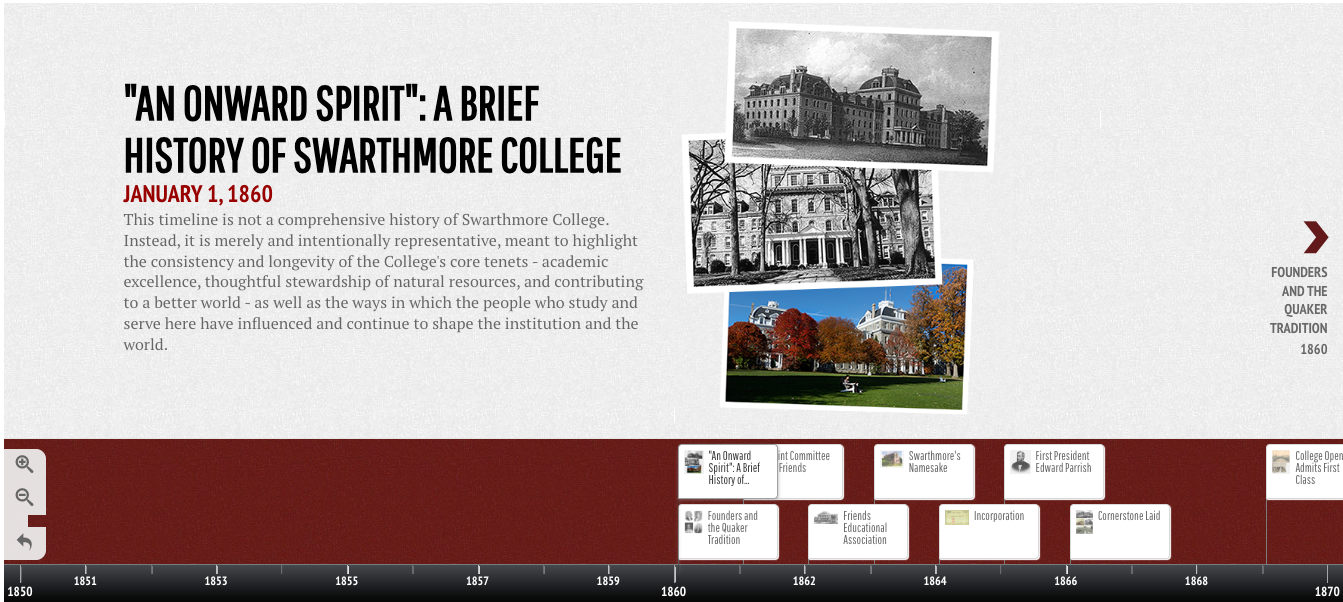 "AN ONWARD SPIRIT": A BRIEF
HISTORY OF SWARTHMORE COLLEGE
JANUARY 1, 1860
This timeline is not a comprehensive history of Swarthmore College.
Instead, it is merely and intentionally representative, meant to highlight
the consistency and longevity of the College's core tenets - academic
excellence, thoughtful stewardship of natural resources, and contributing
to a better world - as well as the ways in which the people who study and
serve here have influenced and continue to shape the institution and the
world.
FOUNDERS
AND THE
QUAKER
TRADITION
1860
"An Onward
Spirit": A Brief
History of...
Committee
Friends
Swarthmore's
Namesake
First President
Edward Parrish
College Open
Admits First
Class
Founders and
the Quaker
Tradition
Friends
Educational
Association
Incorporation
Cornerstone Laid
1850
1851
1853
1855
1857
1859
1860
1862
1864
1866
1868
1870